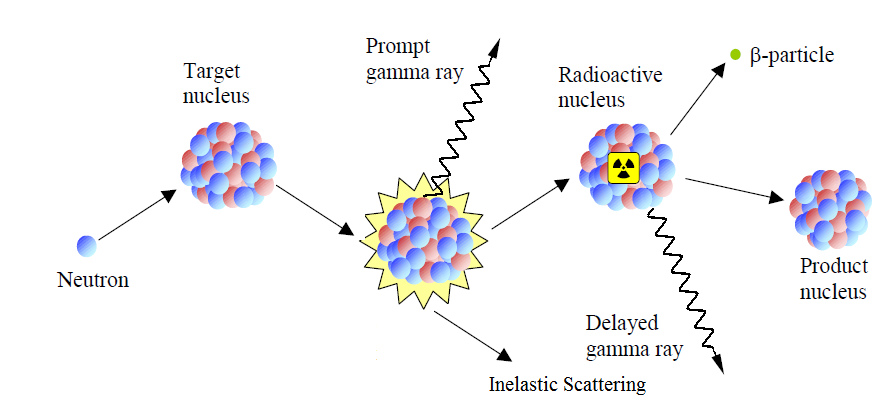 Prompt
gamma ray
Target
nucleus
Radioactive
nucleus
β-particle
Neutron
Product
nucleus
Delayed
gamma ray
Inelastic Scattering